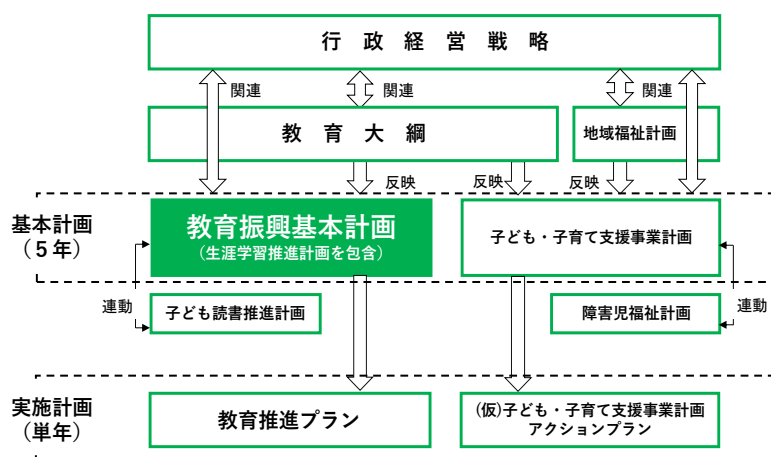 行政経営戦略
関連
関連
関連
教育大綱
地域福祉計画
反映
反映
反映
基本計画
(5年)
教育振興基本計画
(生涯学習推進計画を包含)
子ども・子育て支援事業計画
連動
子ども読書推進計画
障害児福祉計画
連動
実施計画
(単年)
教育推進プラン
(仮)子ども・子育て支援事業計画
アクションプラン